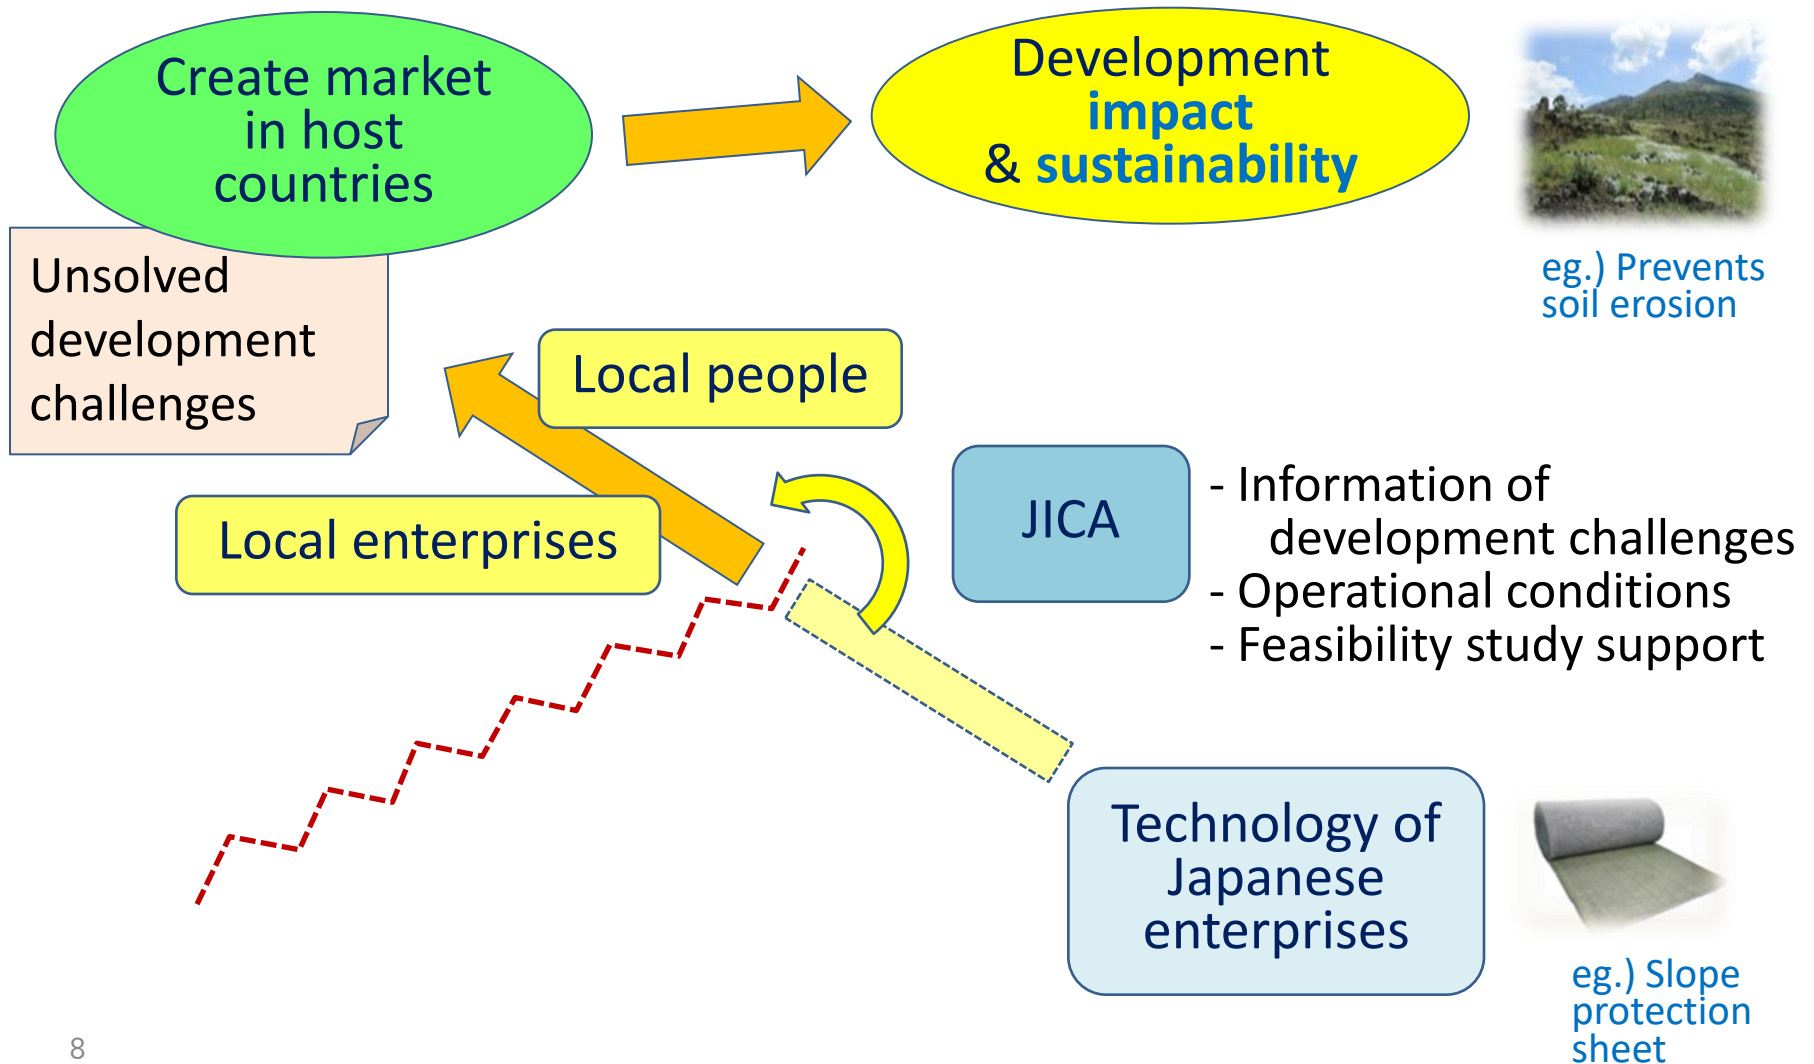 Create market
in host
countries
Development
impact
& sustainability
eg.) Prevents
soil erosion
Unsolved
development
challenges
Local people
Local enterprises
JICA
- Information of
development challenges
- Operational conditions
- Feasibility study support
Technology of
Japanese
enterprises
eg.) Slope
protection
sheet
8